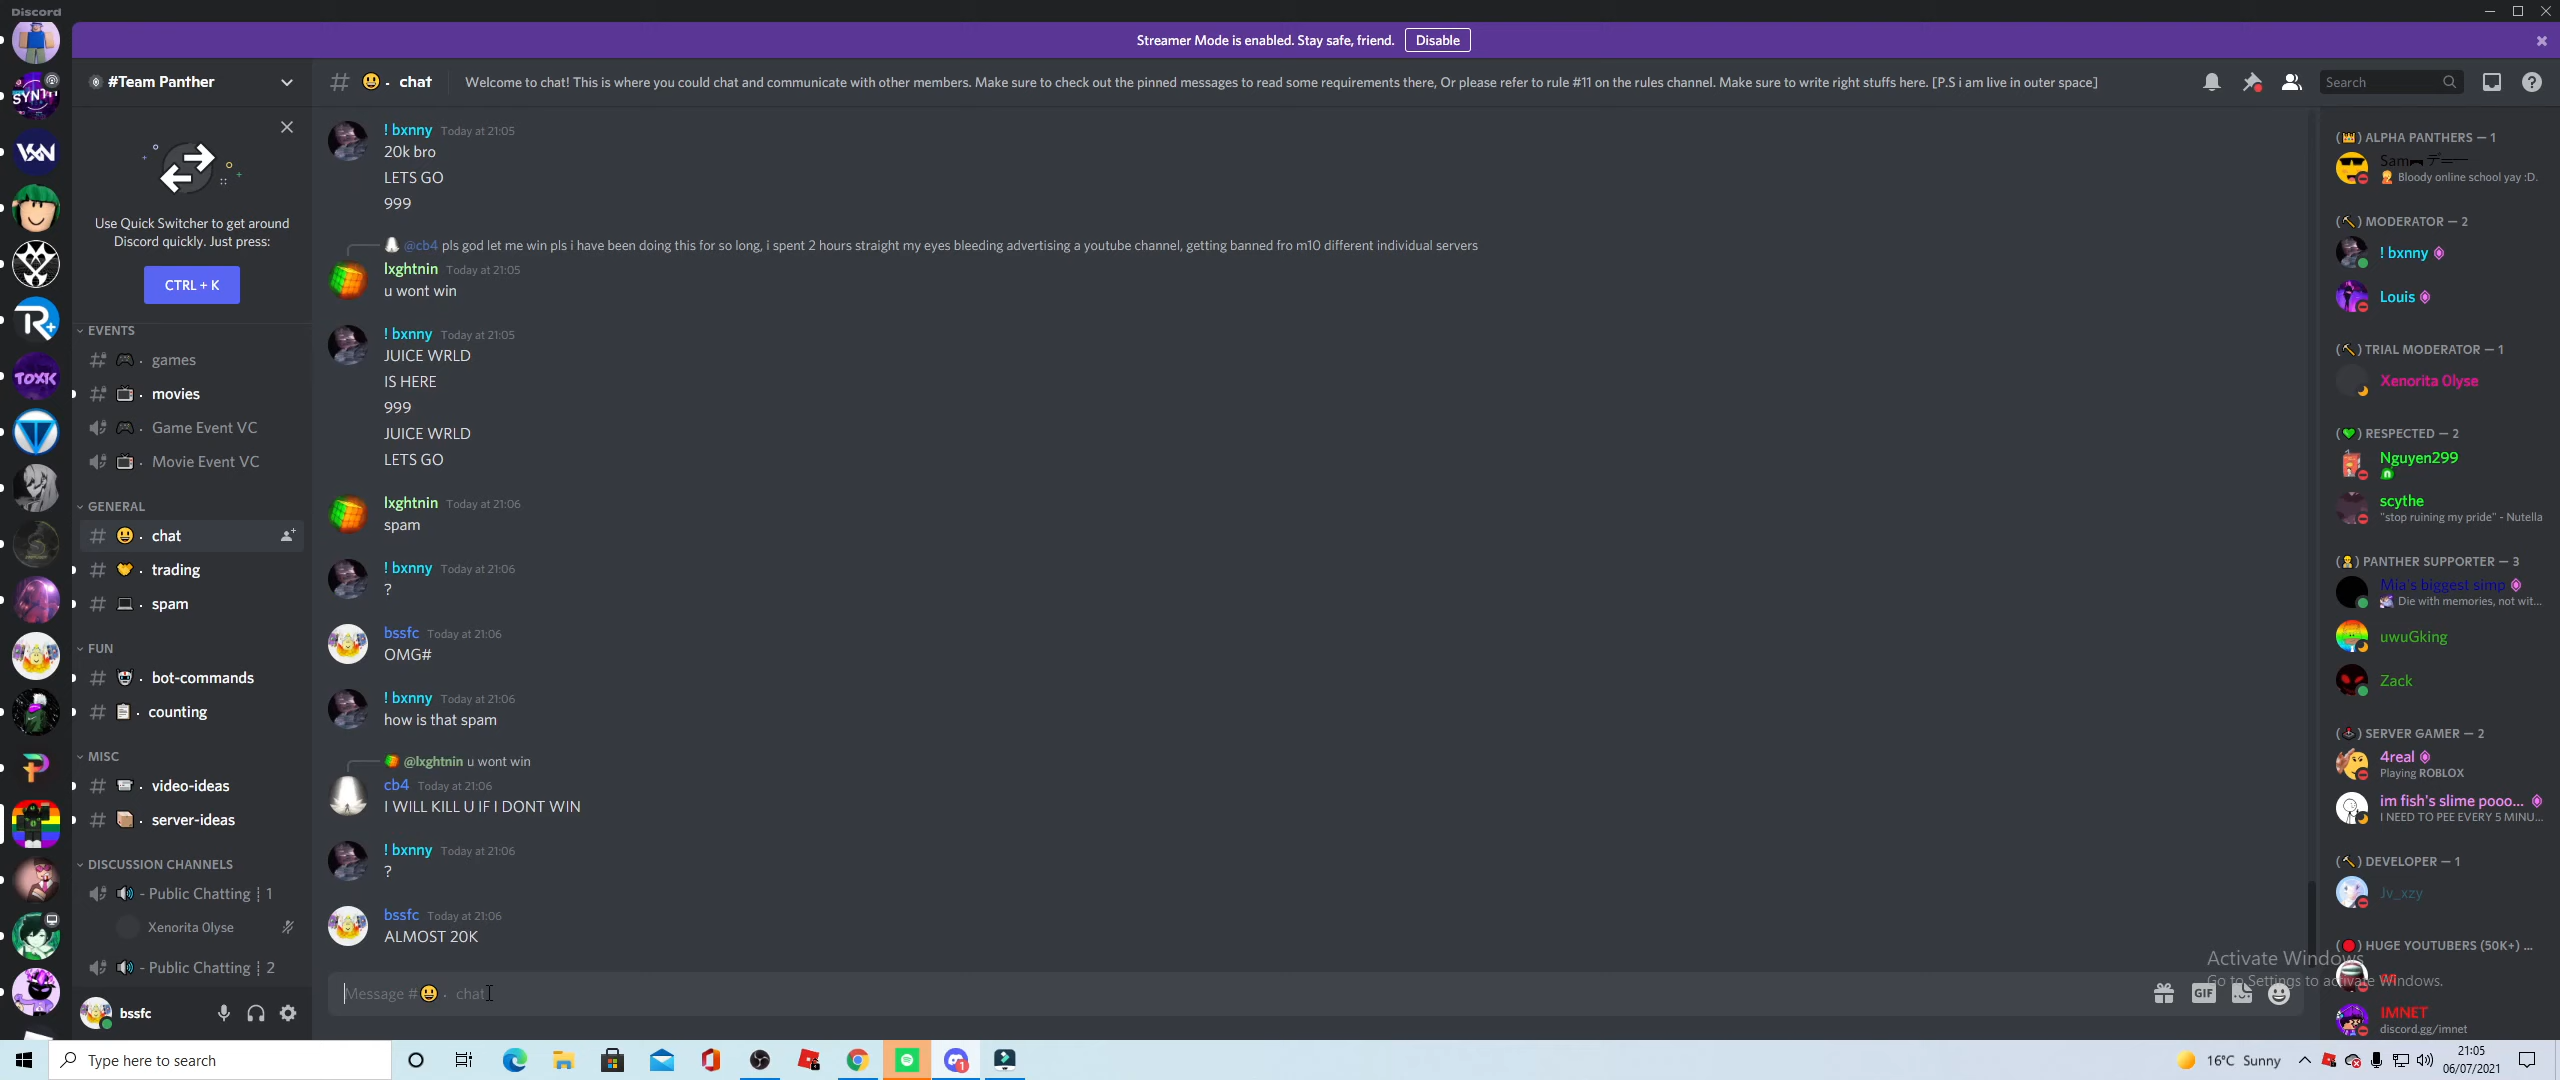 Discord
Streamer Mode is enabled. Stay safe, friend. Disable
#Team Panther
chat
Welcome to chat! This is where you could chat and communicate with other members. Make sure to check out the pinned messages to read some requirements there, Or please refer to rule #11 on the rules channel. Make sure to write right stuffs here. [P.S i am live in outer space]
Search
SYNTH
VXN
TOXIC
Use Quick Switcher to get around
Discord quickly. Just press:
CTRL + K
EVENTS
games
movies
Game Event VC
Movie Event VC
GENERAL
chat
trading
spam
FUN
bot-commands
counting
MISC
video-ideas
server-ideas
DISCUSSION CHANNELS
- Public Chatting ┊ 1
Xenorita Olyse
- Public Chatting ┊ 2
bssfc
! bxnny Today at 21:05
20k bro
LETS GO
999
@cb4 pls god let me win pls i have been doing this for so long, i spent 2 hours straight my eyes bleeding advertising a youtube channel, getting banned fro m10 different individual servers
lxghtnin Today at 21:05
u wont win
! bxnny Today at 21:05
JUICE WRLD
IS HERE
999
JUICE WRLD
LETS GO
lxghtnin Today at 21:06
spam
! bxnny Today at 21:06
?
bssfc Today at 21:06
OMG#
! bxnny Today at 21:06
how is that spam
@lxghtnin u wont win
cb4 Today at 21:06
I WILL KILL U IF I DONT WIN
! bxnny Today at 21:06
?
bssfc Today at 21:06
ALMOST 20K
Message #😃・ chat
GIF
(👑) ALPHA PANTHERS — 1
Bloody online school yay :D.
(🔨) MODERATOR — 2
! bxnny
Louis
(🔨) TRIAL MODERATOR — 1
Xenorita Olyse
(💚) RESPECTED — 2
Nguyen299
scythe
"stop ruining my pride" - Nutella
PANTHER SUPPORTER — 3
Mia's biggest simp
Die with memories, not wit...
uwuGking
Zack
(🕹) SERVER GAMER — 2
4real
Playing ROBLOX
im fish's slime pooo...
I NEED TO PEE EVERY 5 MINU...
(🔨) DEVELOPER — 1
Jv_xzy
(🔴) HUGE YOUTUBERS (50K+) ...
IMNET
discord.gg/imnet
Activate Windows
Go to Settings to activate Windows.
Type here to search
1
16°C Sunny
21:05
06/07/2021